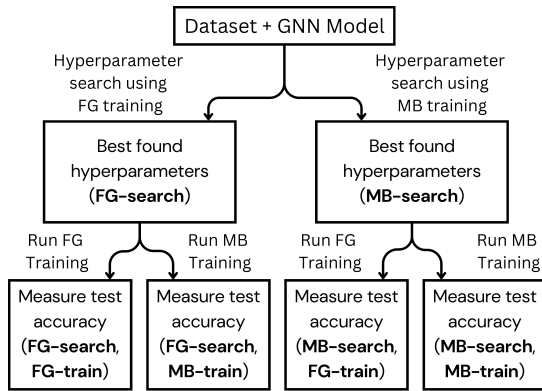 Dataset + GNN Model
Hyperparameter
search using
FG training
Hyperparameter
search using
MB training
Best found
hyperparameters
(FG-search)
Best found
hyperparameters
(MB-search)
Run FG
Training
Run MB
Training
Run FG
Training
Run MB
Training
Measure test
accuracy
(FG-search,
FG-train)
Measure test
accuracy
(FG-search,
MB-train)
Measure test
accuracy
(MB-search,
FG-train)
Measure test
accuracy
(MB-search,
MB-train)